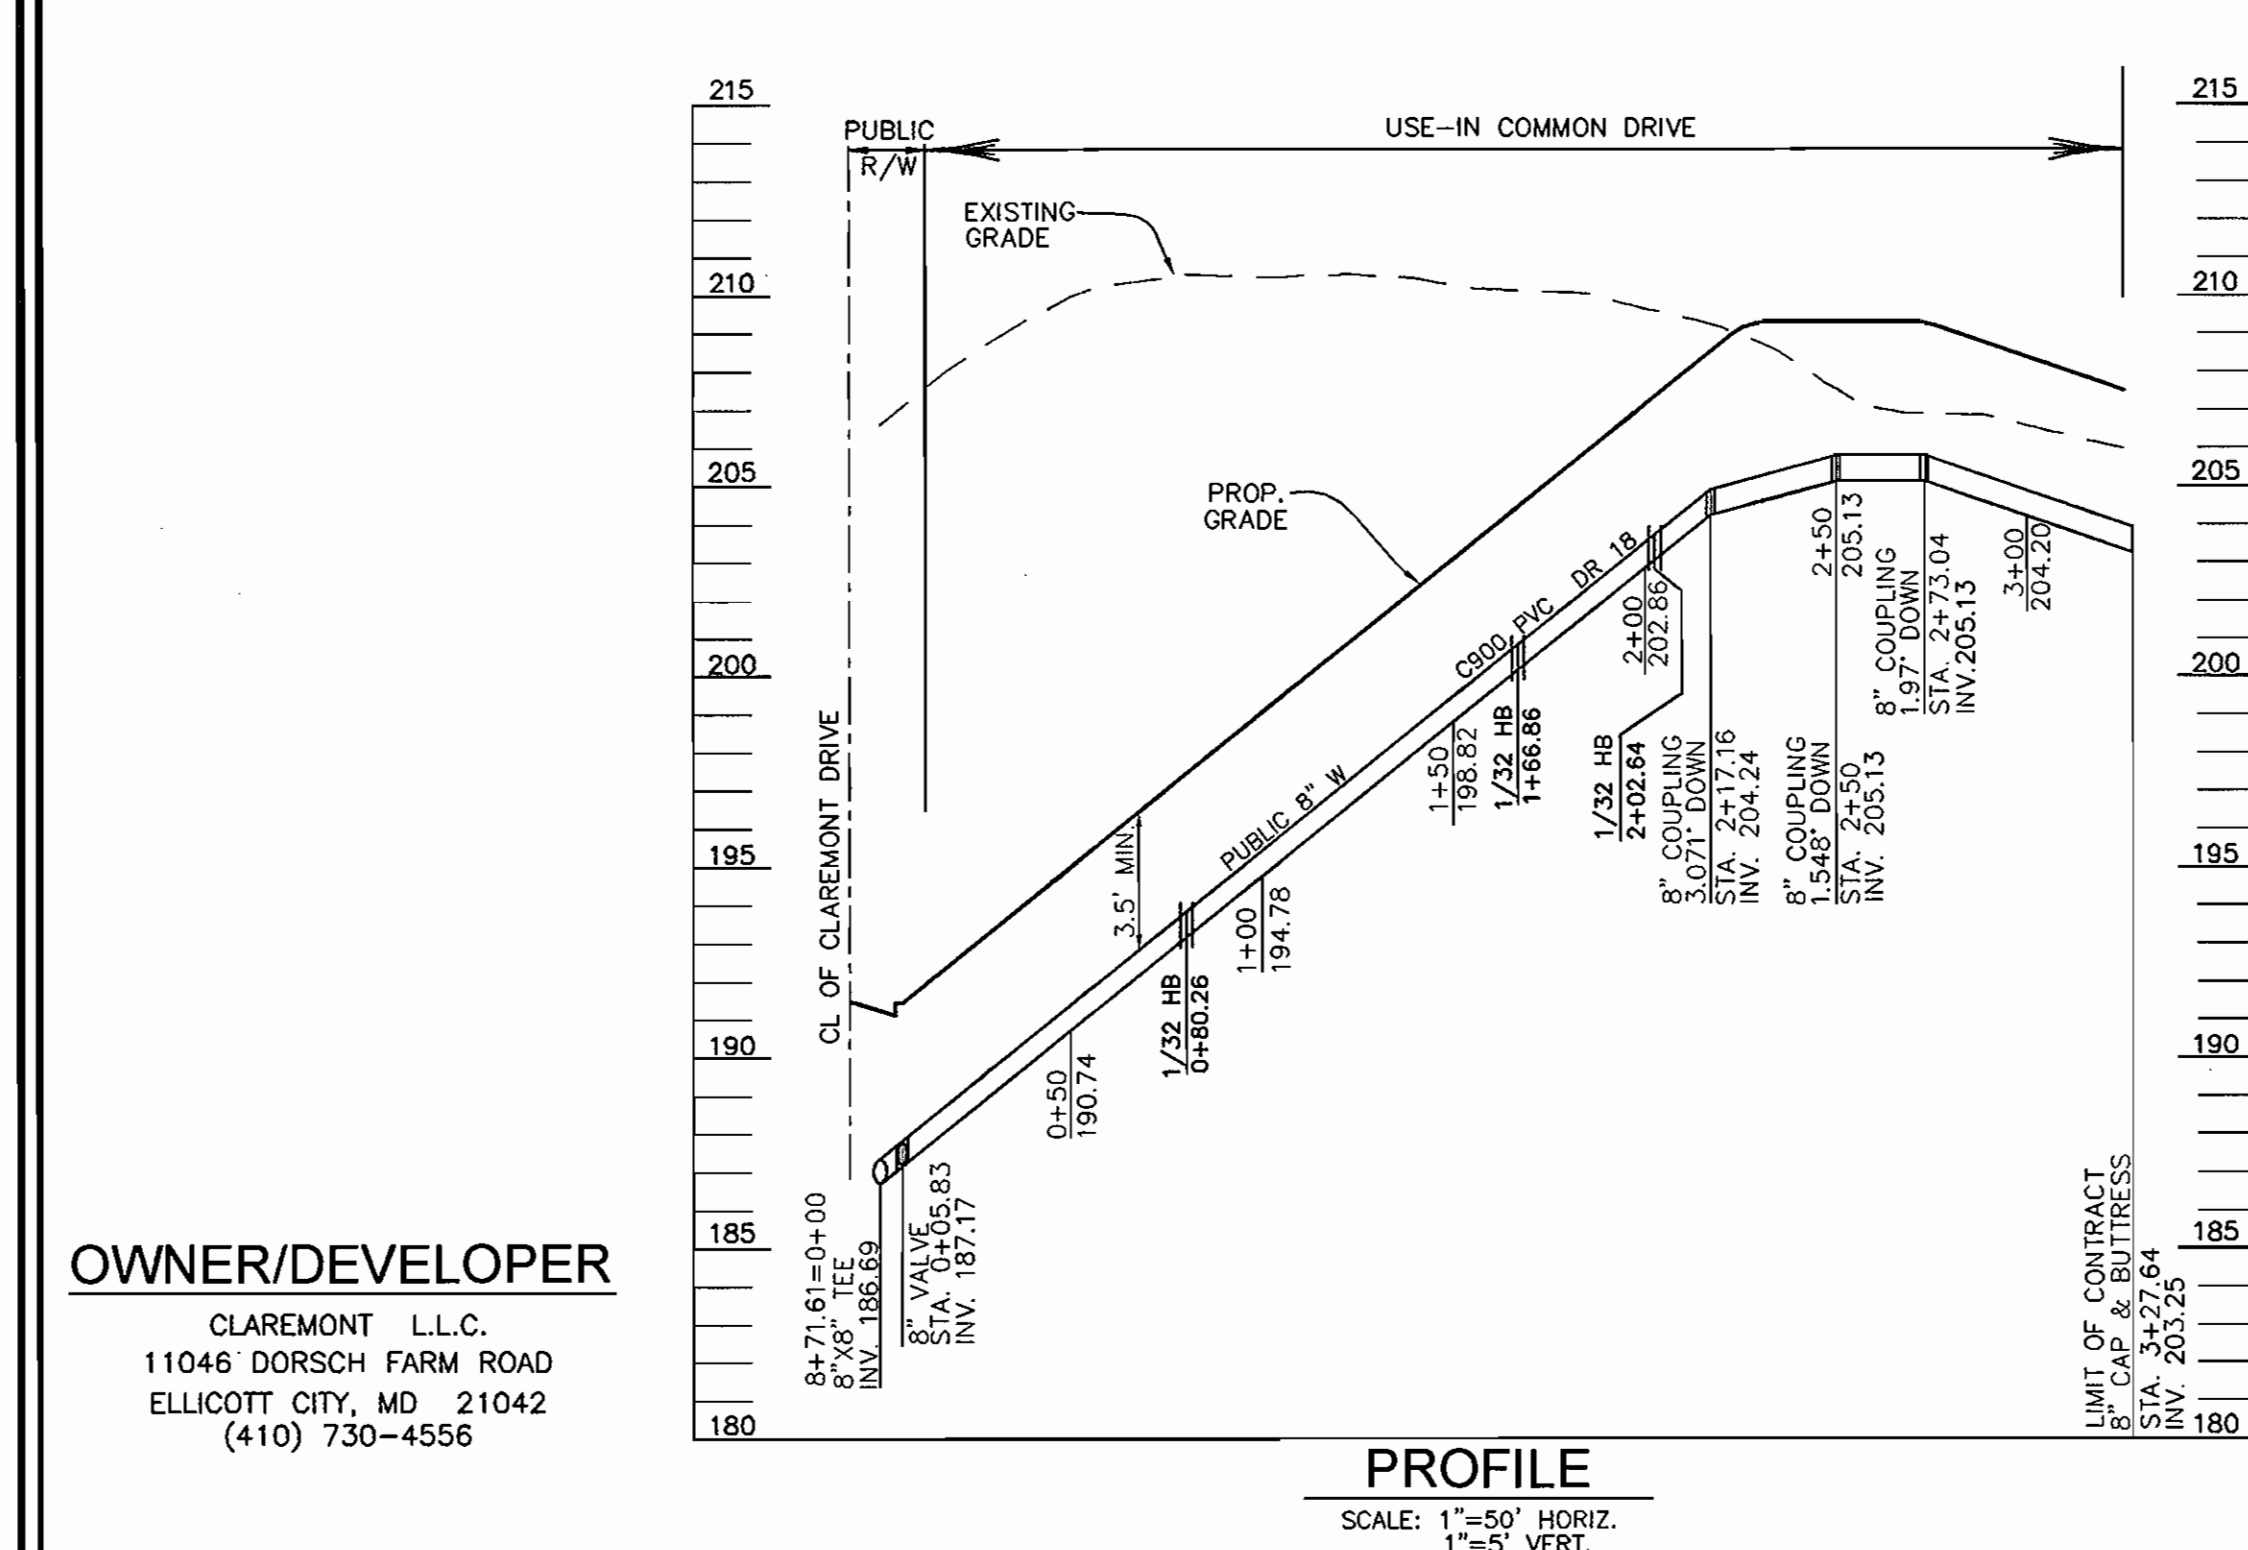 215
210
205
200
195
190
185
180
PUBLIC
R/W
USE-IN COMMON DRIVE
EXISTING
GRADE
PROP.
GRADE
CL OF CLAREMONT DRIVE
3.5' MIN.
PUBLIC 8" W
C900 PVC DR 18
8+71.61=0+00
8"X8" TEE
INV. 186.69
8" VALVE
STA. 0+05.83
INV. 187.17
0+50
190.74
1/32 HB
0+80.26
1+00
194.78
1+50
198.82
1/32 HB
1+66.86
2+00
202.86
1/32 HB
2+02.64
8" COUPLING
3.071° DOWN
STA. 2+17.16
INV. 204.24
2+50
205.13
8" COUPLING
1.548° DOWN
STA. 2+50
INV. 205.13
8" COUPLING
1.97° DOWN
STA. 2+73.04
INV.205.13
3+00
204.20
LIMIT OF CONTRACT
8" CAP & BUTTRESS
STA. 3+27.64
INV. 203.25
215
210
205
200
195
190
185
180
OWNER/DEVELOPER
CLAREMONT L.L.C.
11046 DORSCH FARM ROAD
ELLICOTT CITY, MD 21042
(410) 730-4556
PROFILE
SCALE: 1"=50' HORIZ.
1"=5' VERT.